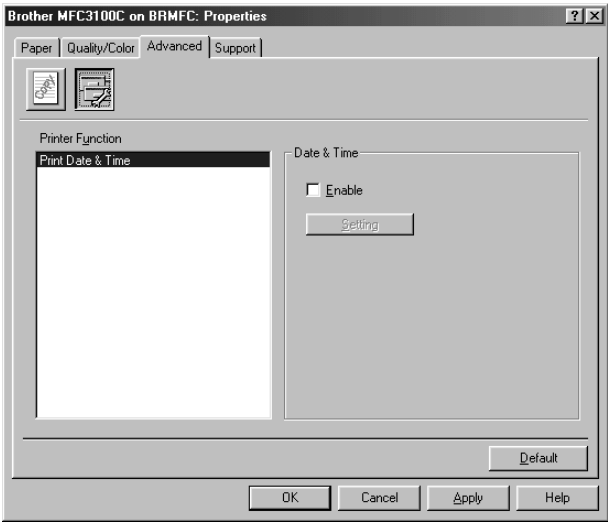 Brother MFC3100C on BRMFC: Properties
Paper Quality/Color Advanced Support
Copy
Printer Function
Print Date & Time
Date & Time
Enable
Setting
Default
OK Cancel Apply Help